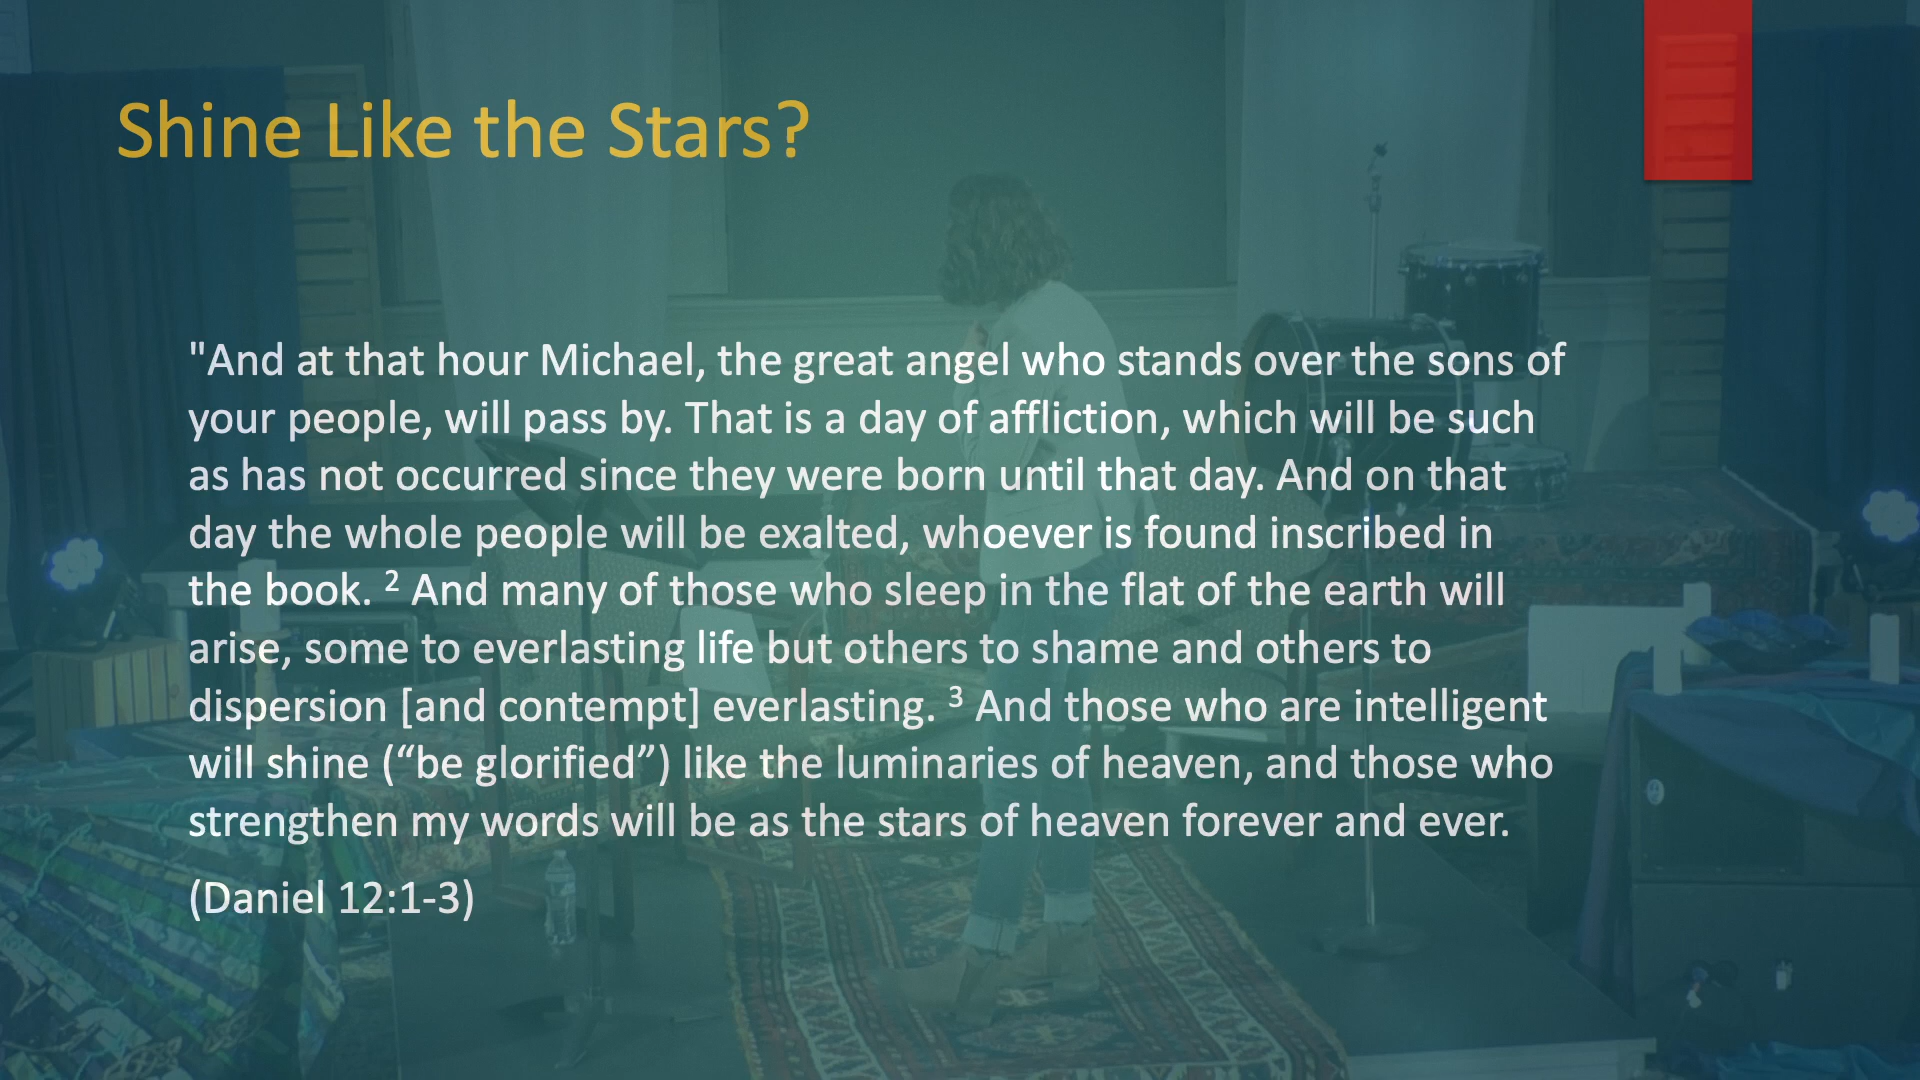 Shine Like the Stars?
"And at that hour Michael, the great angel who stands over the sons of
your people, will pass by. That is a day of affliction, which will be such
as has not occurred since they were born until that day. And on that
day the whole people will be exalted, whoever is found inscribed in
the book. ² And many of those who sleep in the flat of the earth will
arise, some to everlasting life but others to shame and others to
dispersion [and contempt] everlasting. ³ And those who are intelligent
will shine (“be glorified”) like the luminaries of heaven, and those who
strengthen my words will be as the stars of heaven forever and ever.
(Daniel 12:1-3)